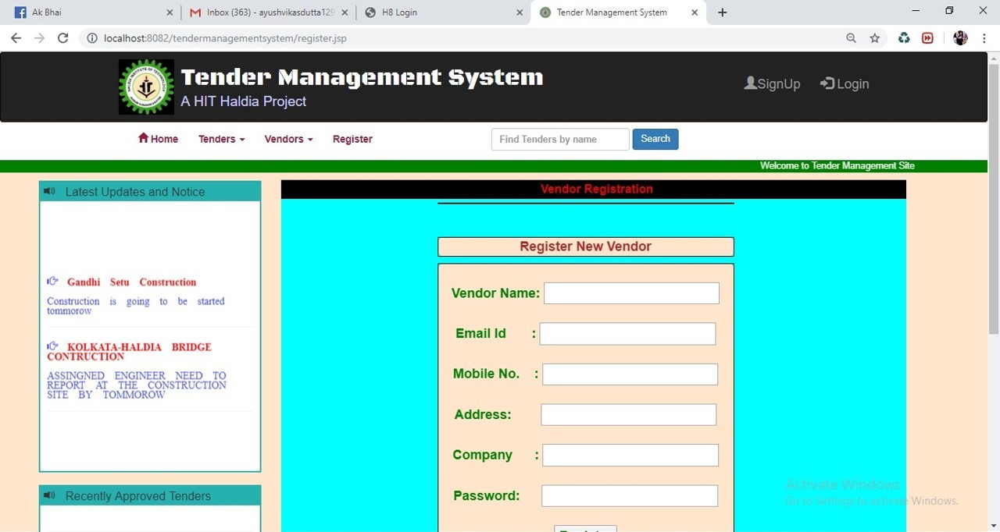 Ak Bhai
Inbox (363) - ayushvikasdutta129
H8 Login
Tender Management System
localhost:8082/tendermanagementsystem/register.jsp
HALDIA INSTITUTE OF TECHNOLOGY
Tender Management System
A HIT Haldia Project
SignUp
Login
Home
Tenders
Vendors
Register
Find Tenders by name
Search
Welcome to Tender Management Site
Latest Updates and Notice
Gandhi Setu Construction
Construction is going to be started
tommorow
KOLKATA-HALDIA BRIDGE
CONTRUCTION
ASSINGNED ENGINEER NEED TO
REPORT AT THE CONSTRUCTION
SITE BY TOMMOROW
Recently Approved Tenders
Vendor Registration
Register New Vendor
Vendor Name:
Email Id :
Mobile No. :
Address:
Company :
Password:
Activate Windows
Go to Settings to activate Windows.